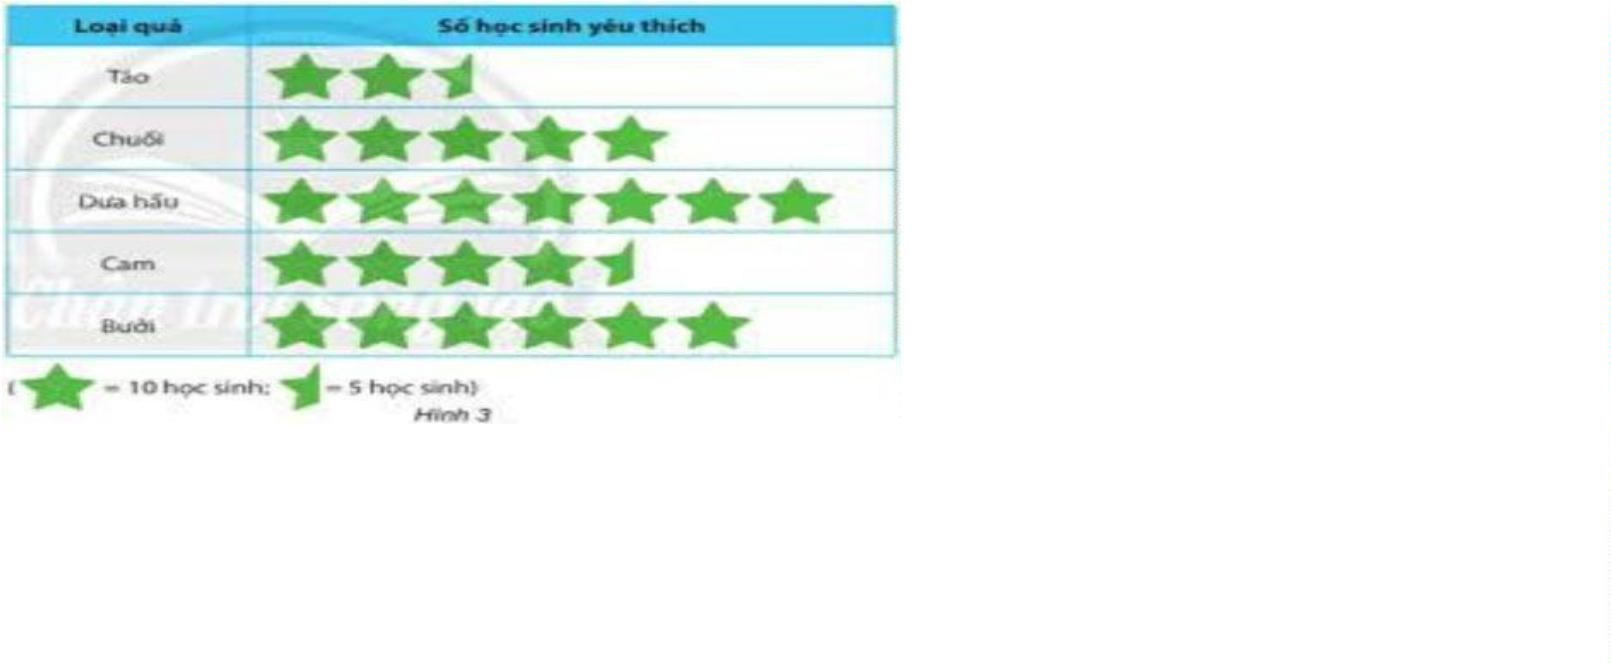 Loại quả Số học sinh yêu thích
Táo
Chuối
Dưa hấu
Cam
Bưởi
( = 10 học sinh; = 5 học sinh)
Hình 3